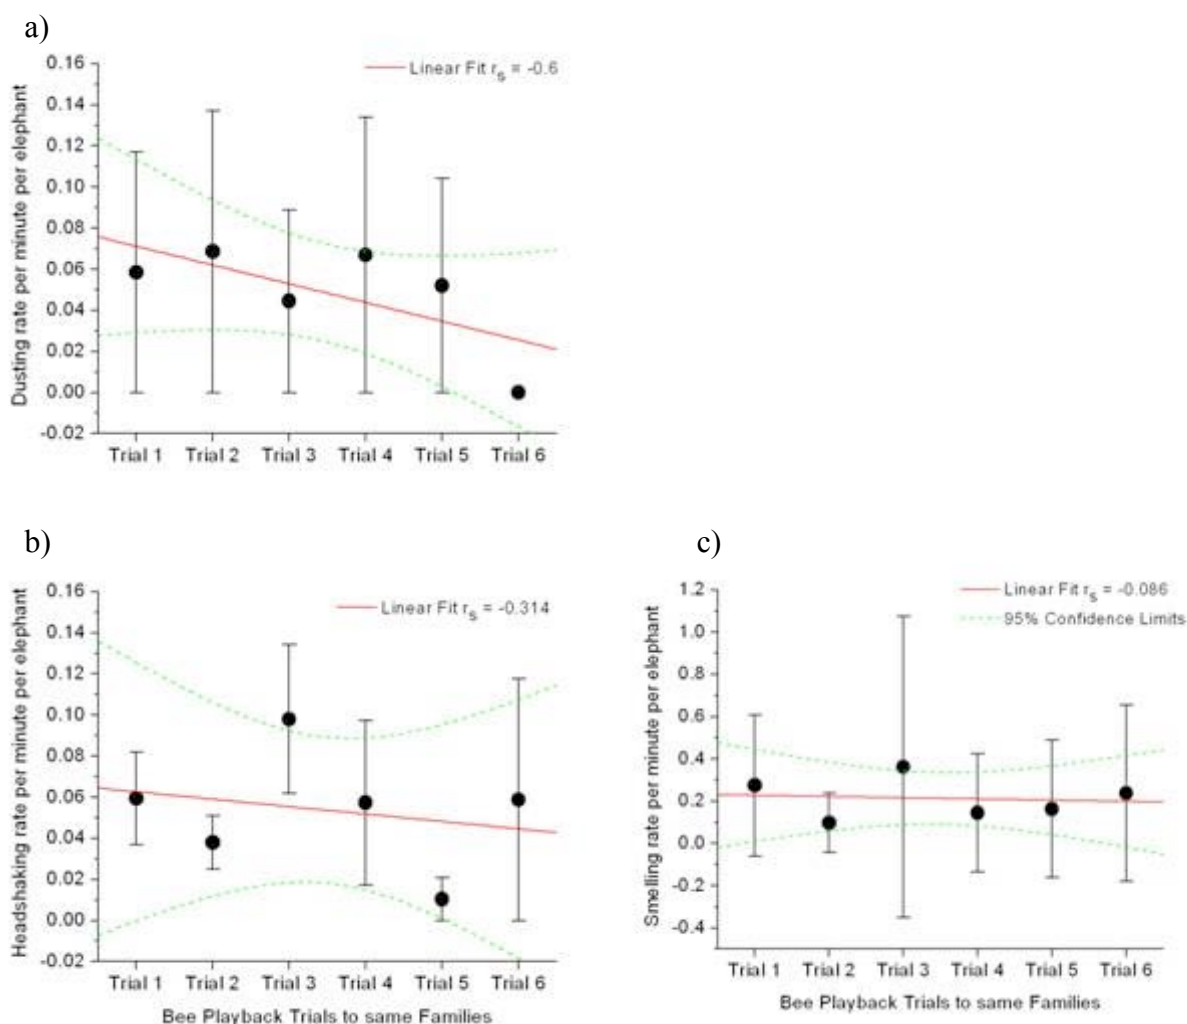 a)
Dusting rate per minute per elephant
0.16
0.14
0.12
0.10
0.08
0.06
0.04
0.02
0.00
-0.02
Linear Fit rs = -0.6
Trial 1 Trial 2 Trial 3 Trial 4 Trial 5 Trial 6
b)
Headshaking rate per minute per elephant
0.16
0.14
0.12
0.10
0.08
0.06
0.04
0.02
0.00
-0.02
Linear Fit rs = -0.314
Trial 1 Trial 2 Trial 3 Trial 4 Trial 5 Trial 6
Bee Playback Trials to same Families
c)
Smelling rate per minute per elephant
1.2
1.0
0.8
0.6
0.4
0.2
0.0
-0.2
-0.4
Linear Fit rs = -0.086
95% Confidence Limits
Trial 1 Trial 2 Trial 3 Trial 4 Trial 5 Trial 6
Bee Playback Trials to same Families